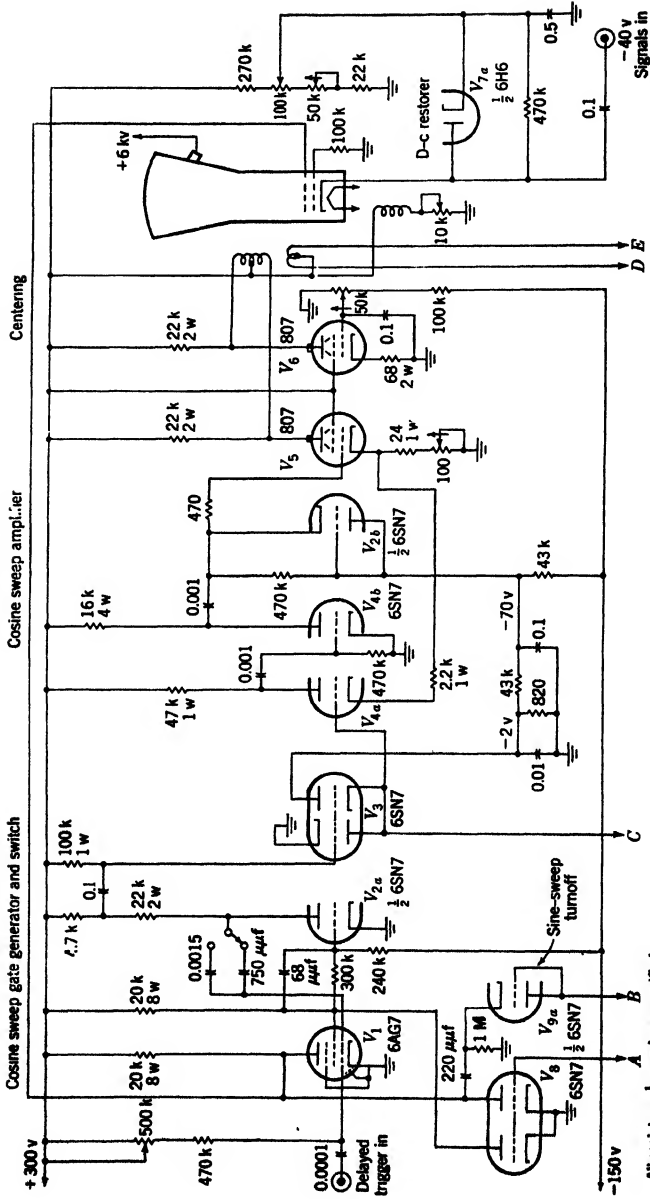 Cosine sweep gate generator and switch
Cosine sweep amplifier
Centering
+300 v
500 k
470 k
20 k
8 w
20 k
8 w
4.7 k
0.1
100 k
1 w
22 k
2 w
0.0015
750 μμf
68
μμf
300 k
240 k
0.0001
Delayed
trigger in
V1
6AG7
V2a
½ 6SN7
V3
6SN7
47 k
1 w
0.001
V4a
470 k
16 k
4 w
0.001
470 k
V4b
6SN7
V2b
½ 6SN7
470
2.2 k
1 w
22 k
2 w
V5
807
24
1 w
100
22 k
2 w
V6
807
68
2 w
0.1
50 k
100 k
+6 kv
100 k
10 k
270 k
100 k
50 k
22 k
D-c restorer
V7a
½ 6H6
0.5
470 k
0.1
-40 v
Signals in
-2 v
-70 v
43 k
820
0.01
0.1
43 k
220 μμf
1 M
V9a
½ 6SN7
Sine-sweep
turnoff
V8
6SN7
-150 v
A
B
C
D
E